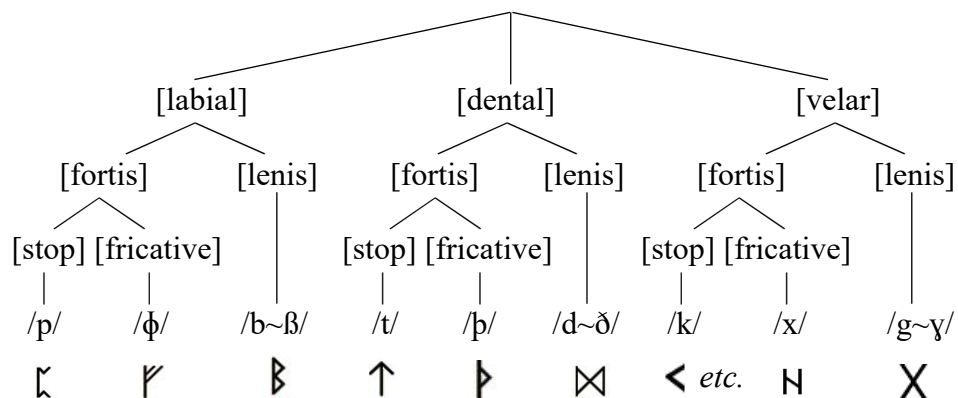 [labial] [dental] [velar]
[fortis] [lenis] [fortis] [lenis] [fortis] [lenis]
[stop] [fricative] [stop] [fricative] [stop] [fricative]
/p/ /ɸ/ /b~ß/ /t/ /þ/ /d~ð/ /k/ /x/ /g~ɣ/
ᛈ ᚠ ᛒ ᛏ ᚦ ᛞ ᚲ etc. ᚺ ᚷ